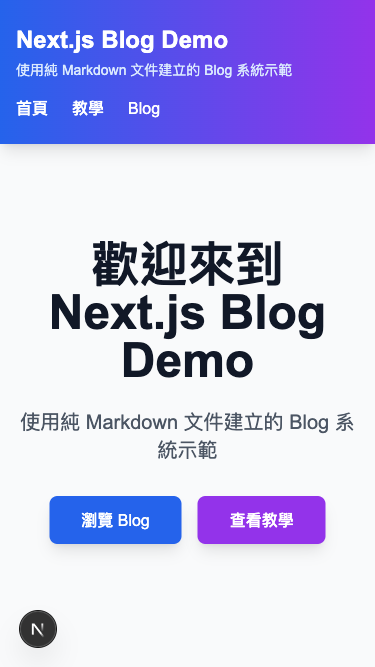 Next.js Blog Demo
使用純 Markdown 文件建立的 Blog 系統示範
首頁 教學 Blog
歡迎來到
Next.js Blog
Demo
使用純 Markdown 文件建立的 Blog 系
統示範
瀏覽 Blog 查看教學
N